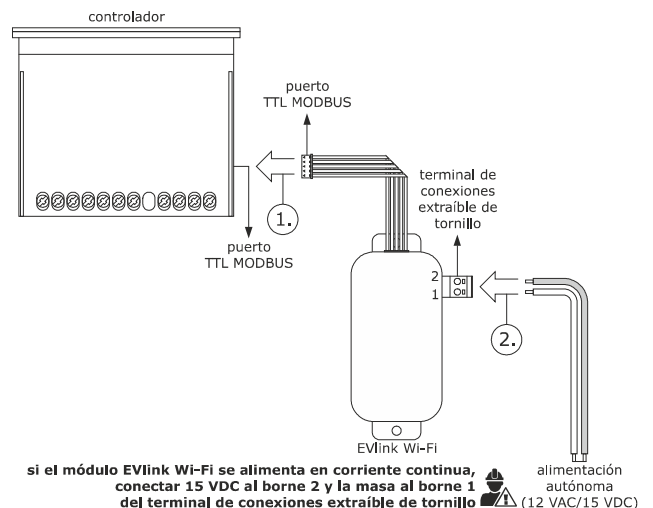 controlador
puerto
TTL MODBUS
terminal de
conexiones
extraíble de
tornillo
1.
puerto
TTL MODBUS
2
1
2.
EVlink Wi-Fi
si el módulo EVlink Wi-Fi se alimenta en corriente continua,
conectar 15 VDC al borne 2 y la masa al borne 1
del terminal de conexiones extraíble de tornillo
alimentación
autónoma
(12 VAC/15 VDC)